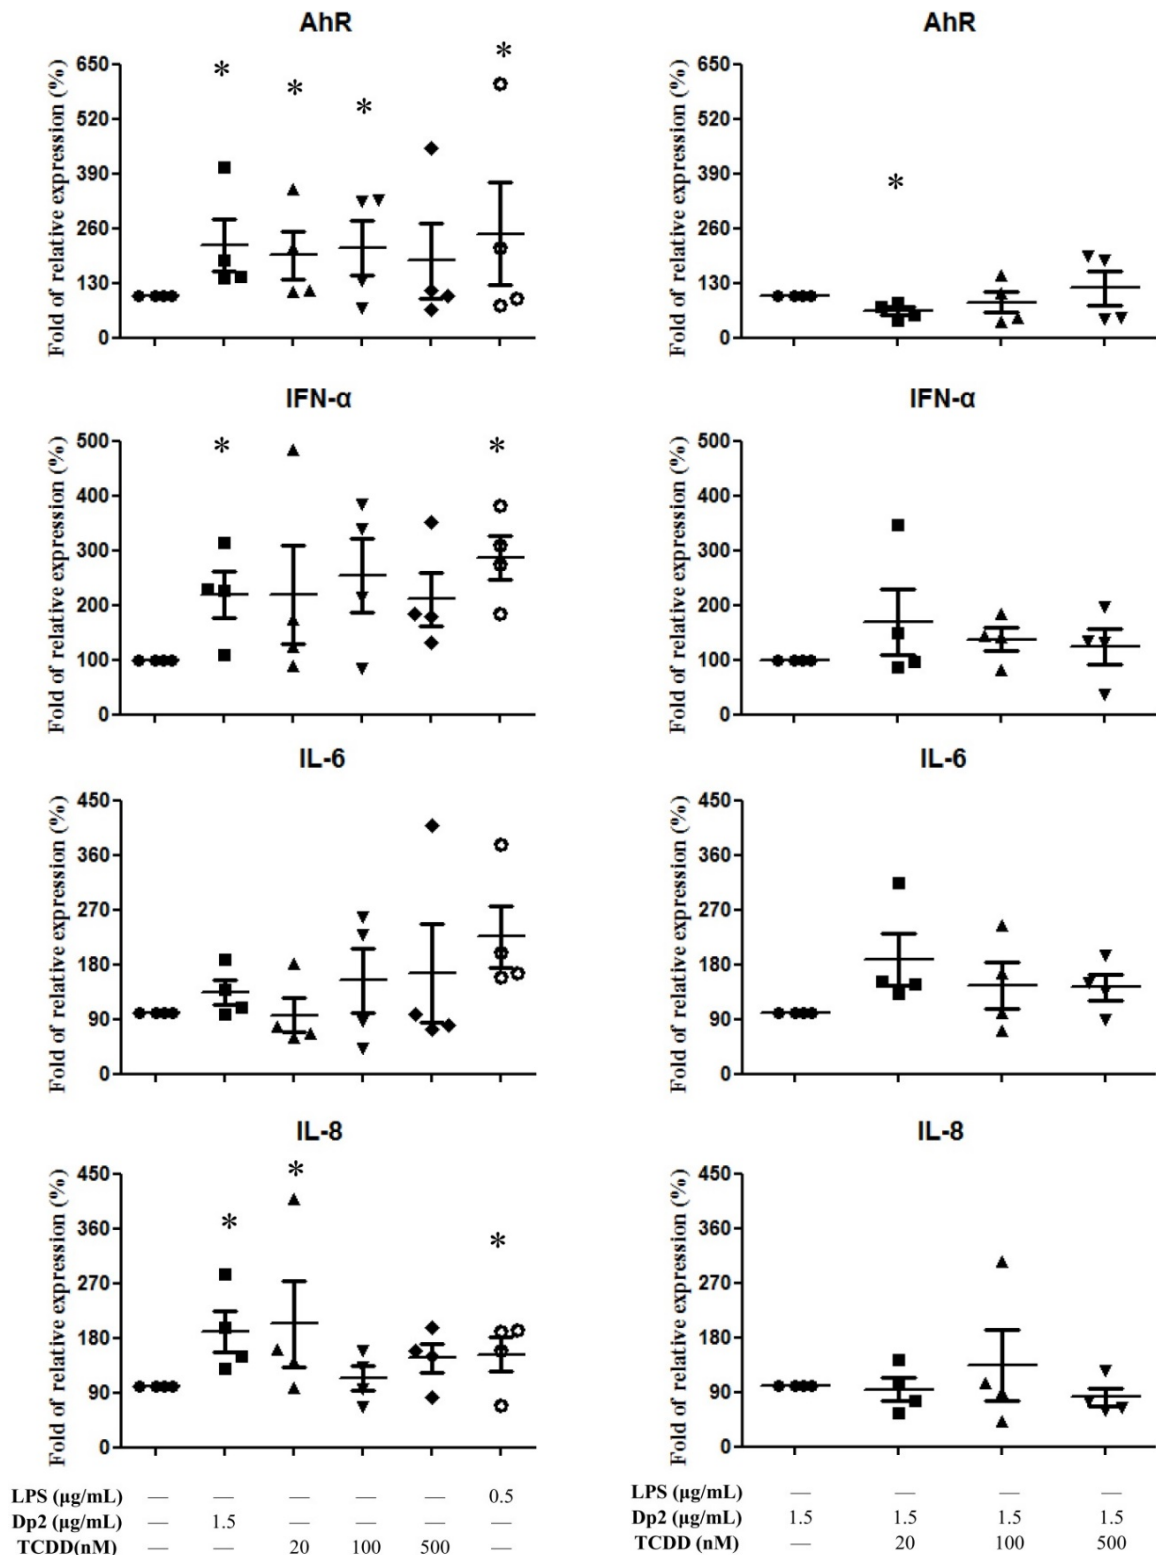 AhR
AhR
Fold of relative expression (%)
650
520
390
260
130
0
* * * *
Fold of relative expression (%)
650
520
390
260
130
0
*
IFN-α
IFN-α
Fold of relative expression (%)
500
400
300
200
100
0
* *
Fold of relative expression (%)
500
400
300
200
100
0
IL-6
IL-6
Fold of relative expression (%)
450
360
270
180
90
0
Fold of relative expression (%)
450
360
270
180
90
0
IL-8
IL-8
Fold of relative expression (%)
450
360
270
180
90
0
* * *
Fold of relative expression (%)
450
360
270
180
90
0
LPS (μg/mL) — — — — — 0.5
Dp2 (μg/mL) — 1.5 — — — —
TCDD(nM) — — 20 100 500 —
LPS (μg/mL) — — — —
Dp2 (μg/mL) 1.5 1.5 1.5 1.5
TCDD(nM) — 20 100 500